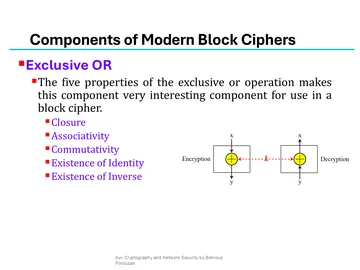 Components of Modern Block Ciphers
Exclusive OR
The five properties of the exclusive or operation makes
this component very interesting component for use in a
block cipher.
Closure
Associativity
Commutativity
Existence of Identity
Existence of Inverse
x
x
Encryption
k
Decryption
y
y
Cryptography and Network Security by Behrouz
Forouzan